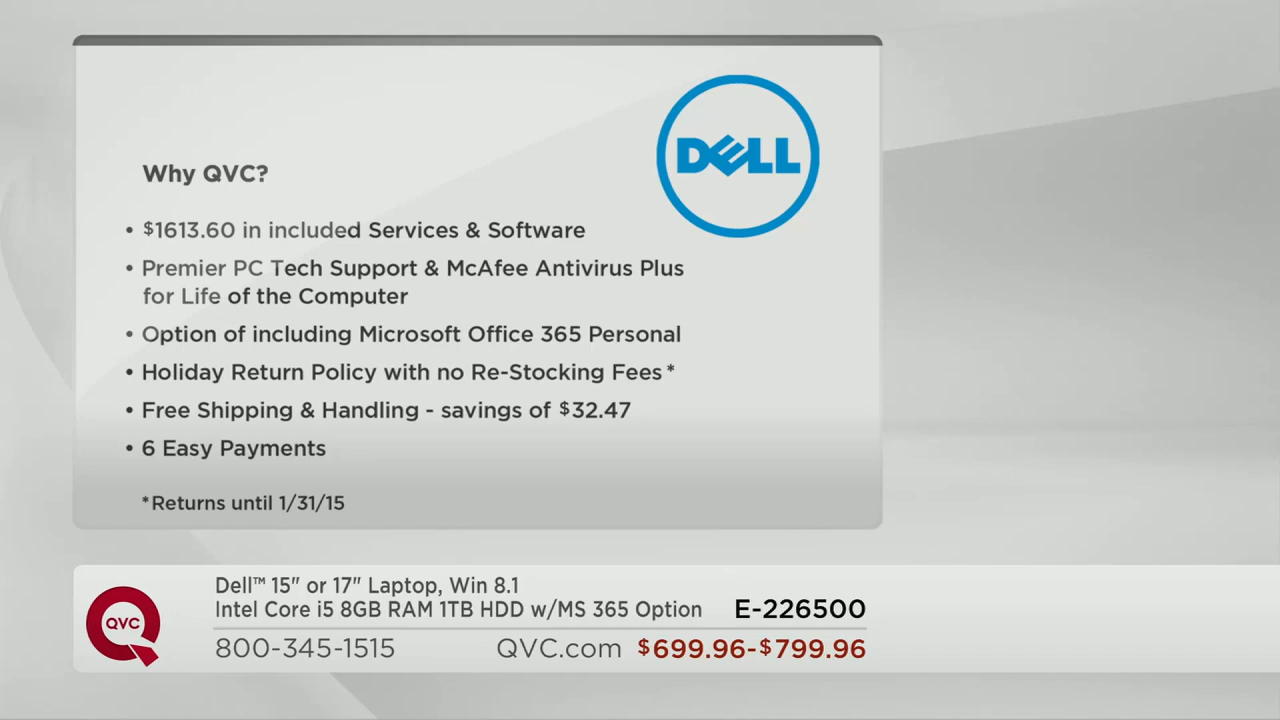 DELL
Why QVC?
• $1613.60 in included Services & Software
• Premier PC Tech Support & McAfee Antivirus Plus
for Life of the Computer
• Option of including Microsoft Office 365 Personal
• Holiday Return Policy with no Re-Stocking Fees*
• Free Shipping & Handling - savings of $32.47
• 6 Easy Payments
*Returns until 1/31/15
QVC
Dell™ 15" or 17" Laptop, Win 8.1
Intel Core i5 8GB RAM 1TB HDD w/MS 365 Option E-226500
800-345-1515 QVC.com $699.96-$799.96